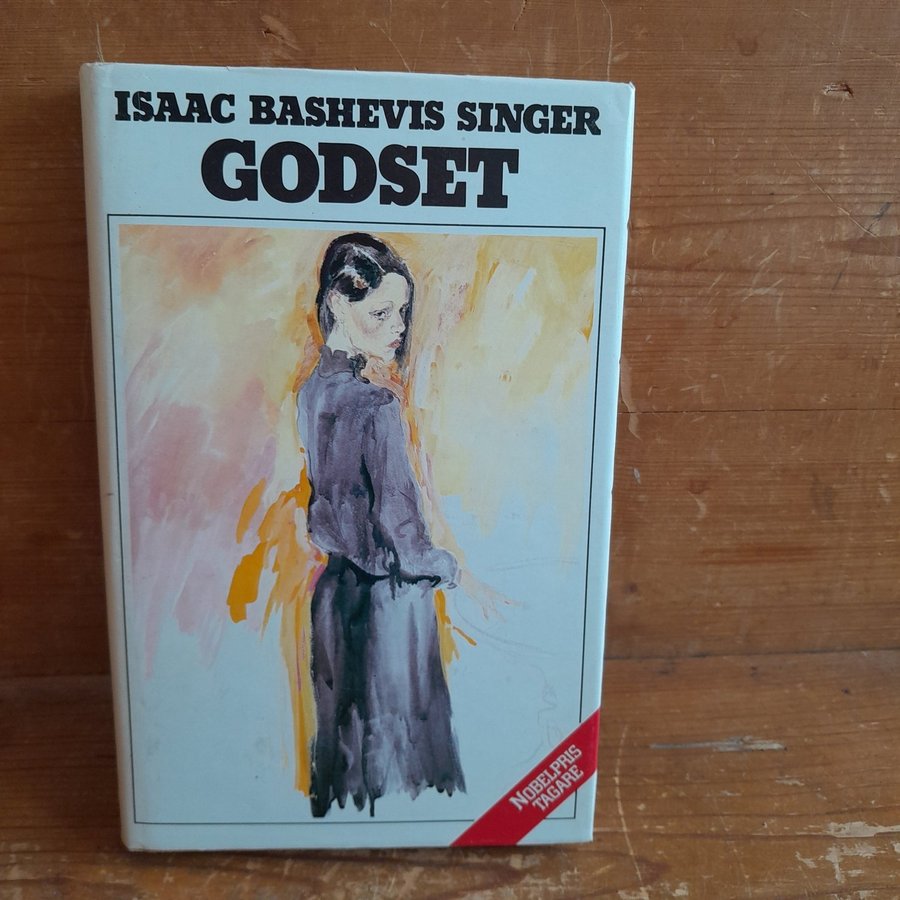 ISAAC BASHEVIS SINGER
GODSET
NOBELPRIS
TAGARE